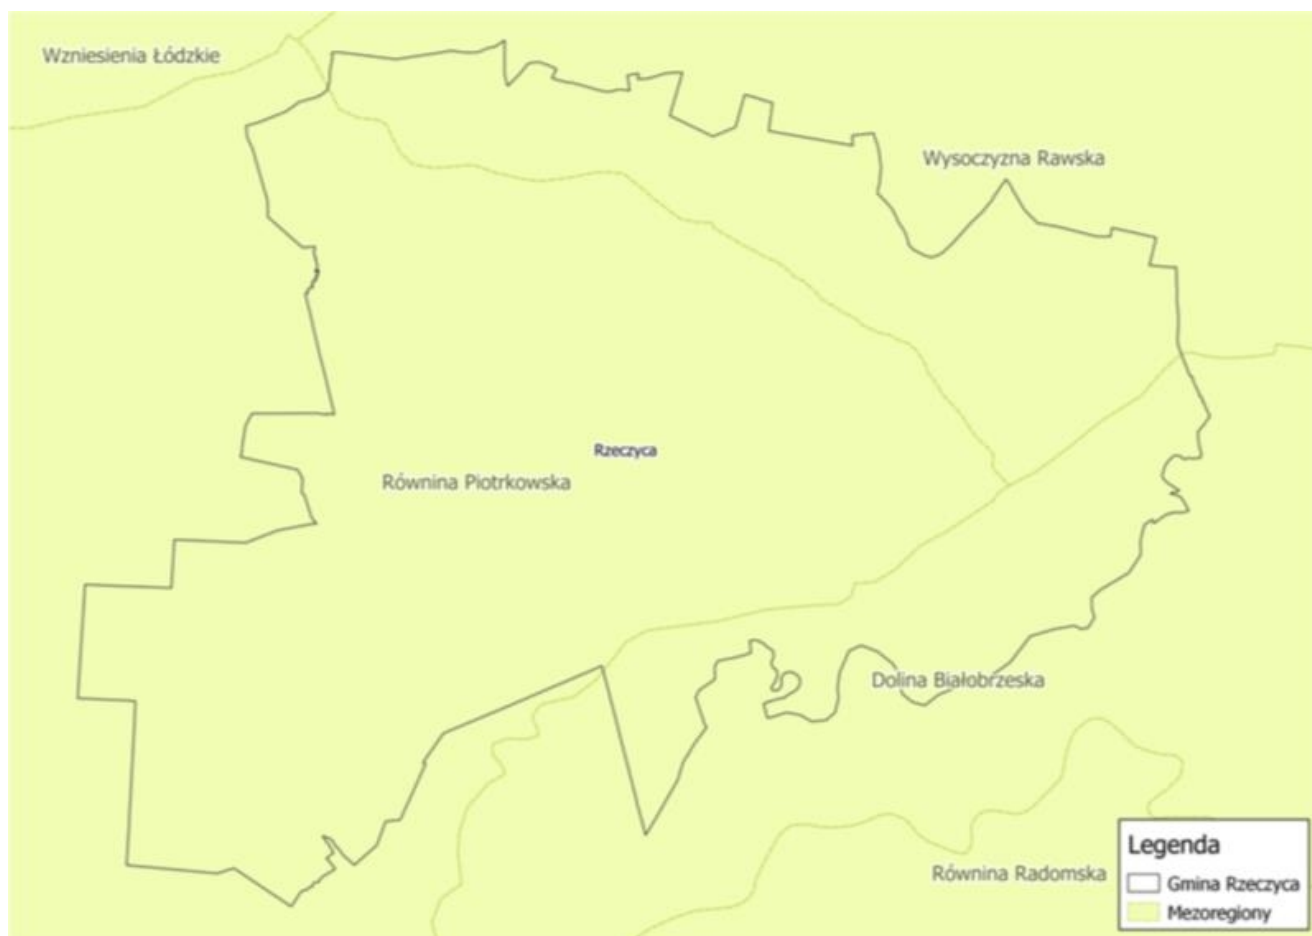 Wzniesienia Łódzkie
Wysoczyzna Rawska
Rzeczyca
Równina Piotrkowska
Dolina Białobrzeska
Równina Radomska
Legenda
Gmina Rzeczyca
Mezoregiony